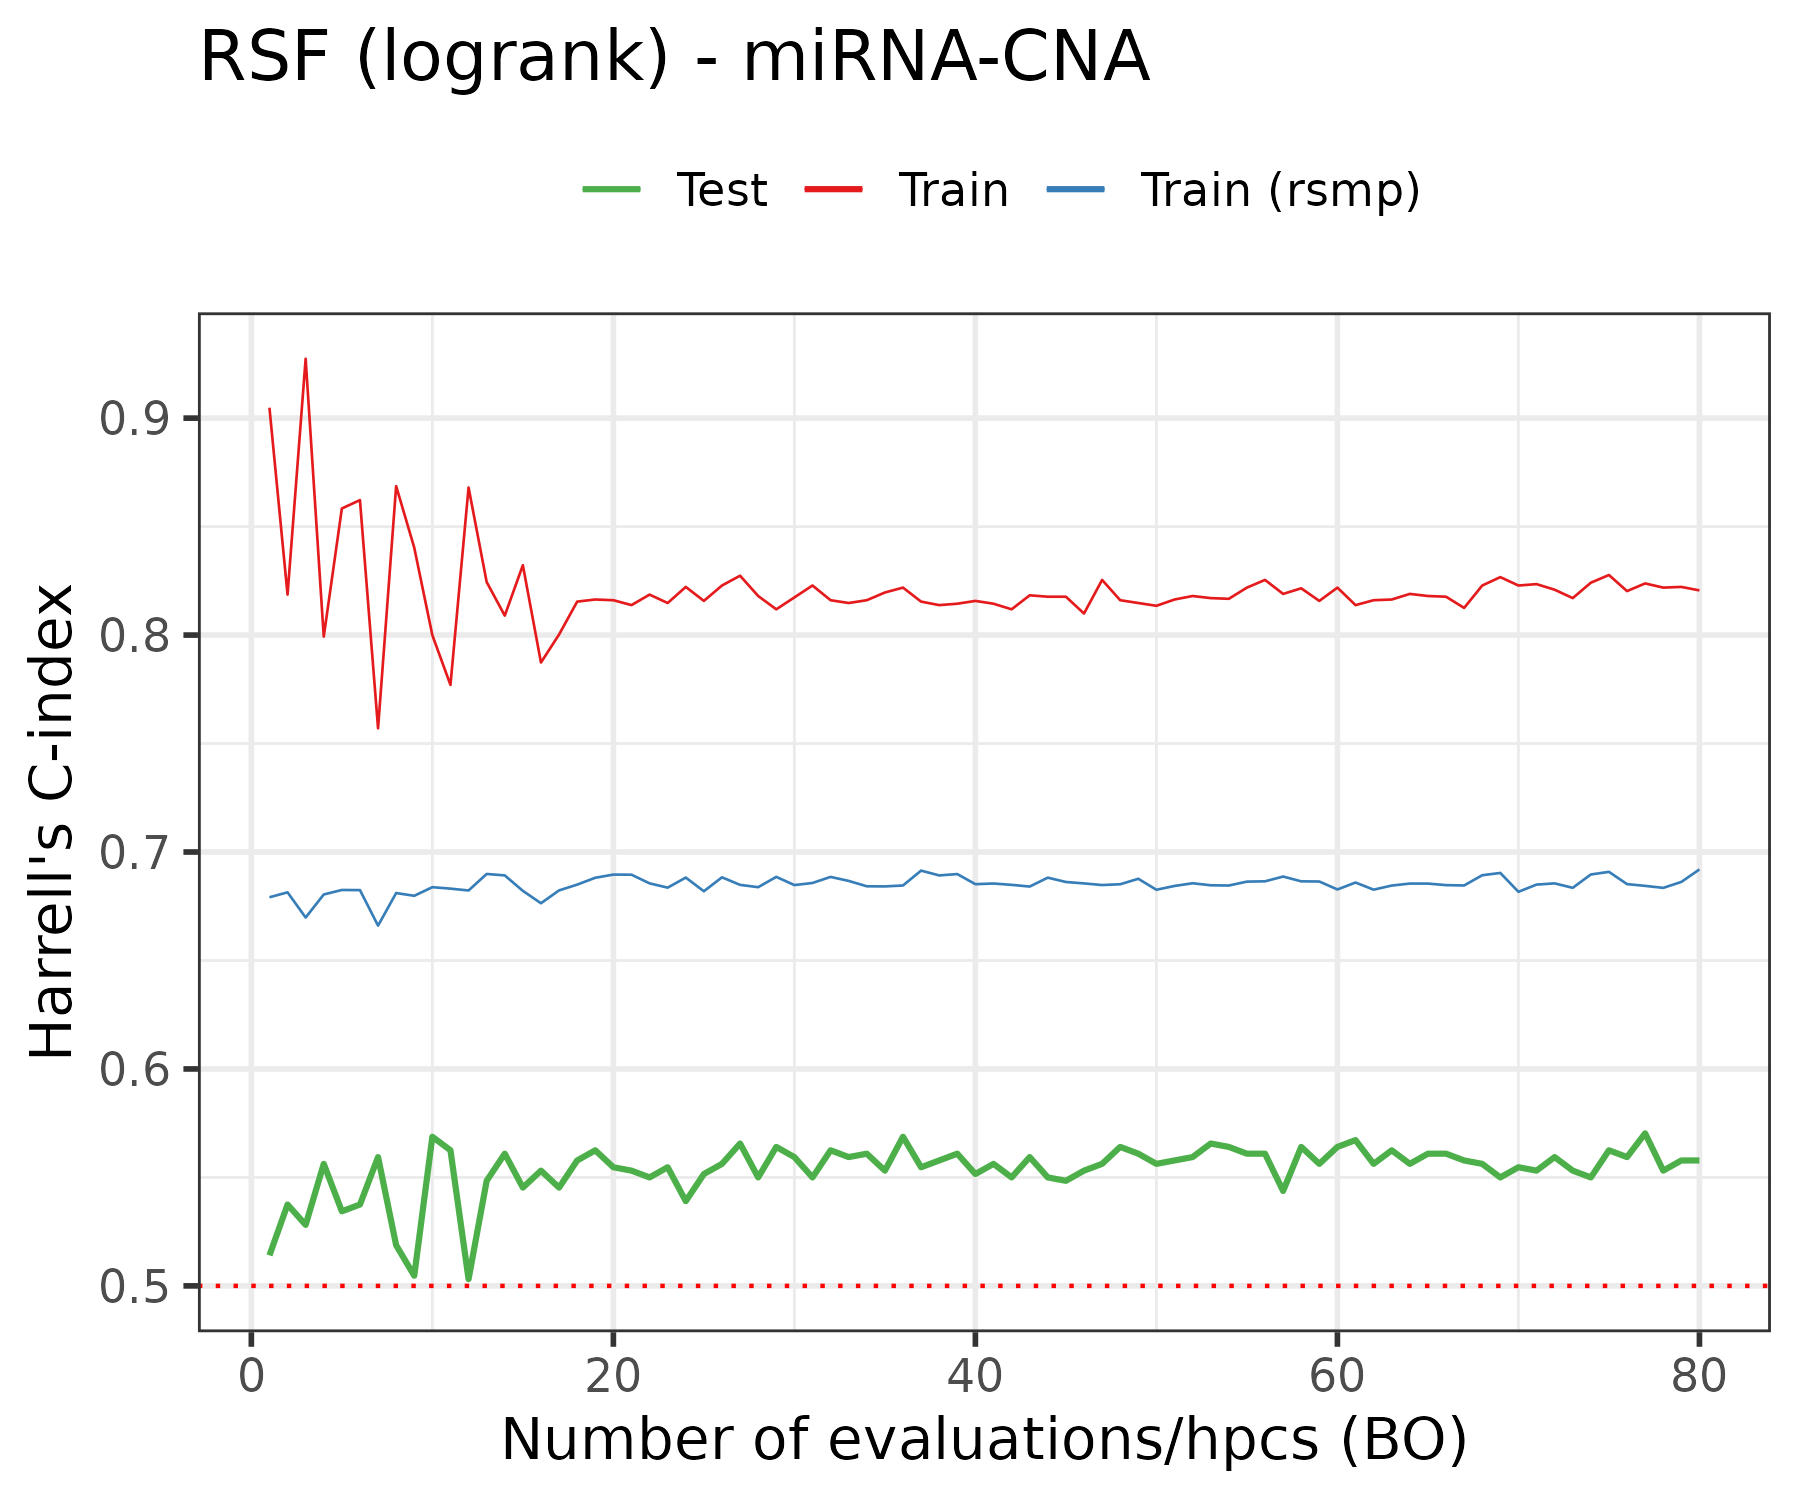 RSF (logrank) - miRNA-CNA
Test Train Train (rsmp)
Harrell's C-index
0.9
0.8
0.7
0.6
0.5
0 20 40 60 80
Number of evaluations/hpcs (BO)